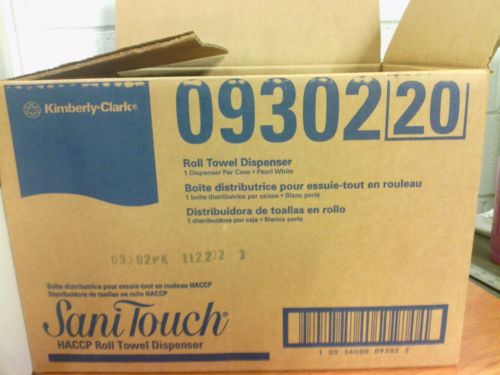 Kimberly-Clark®
09302 20
Roll Towel Dispenser
1 Dispenser Per Case • Pearl White
Boîte distributrice pour essuie-tout en rouleau
1 boîte distributrice par caisse • Blanc perlé
Distribuidora de toallas en rollo
1 distribuidora por caja • Blanco perla
3
Boîte distributrice pour essuie-tout en rouleau HACCP
Distribuidora de toallas en rollo HACCP
SaniTouch®
HACCP Roll Towel Dispenser
1 00 36000 09302 2